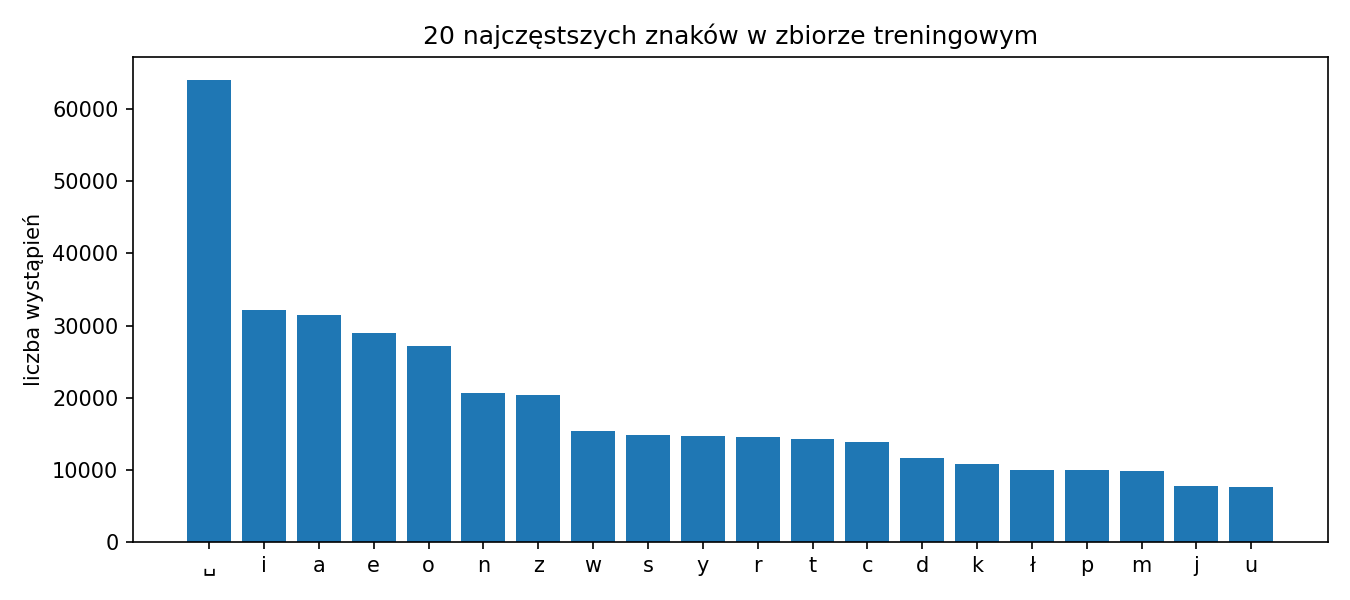 20 najczęstszych znaków w zbiorze treningowym
liczba wystąpień
60000
50000
40000
30000
20000
10000
0
␣ i a e o n z w s y r t c d k ł p m j u